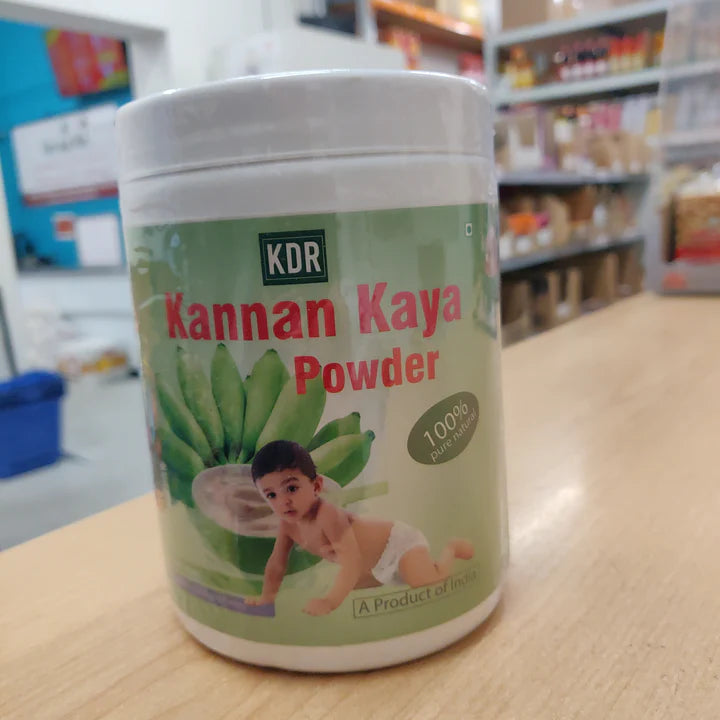 KDR
Kannan Kaya
Powder
100%
pure natural
A Product of India